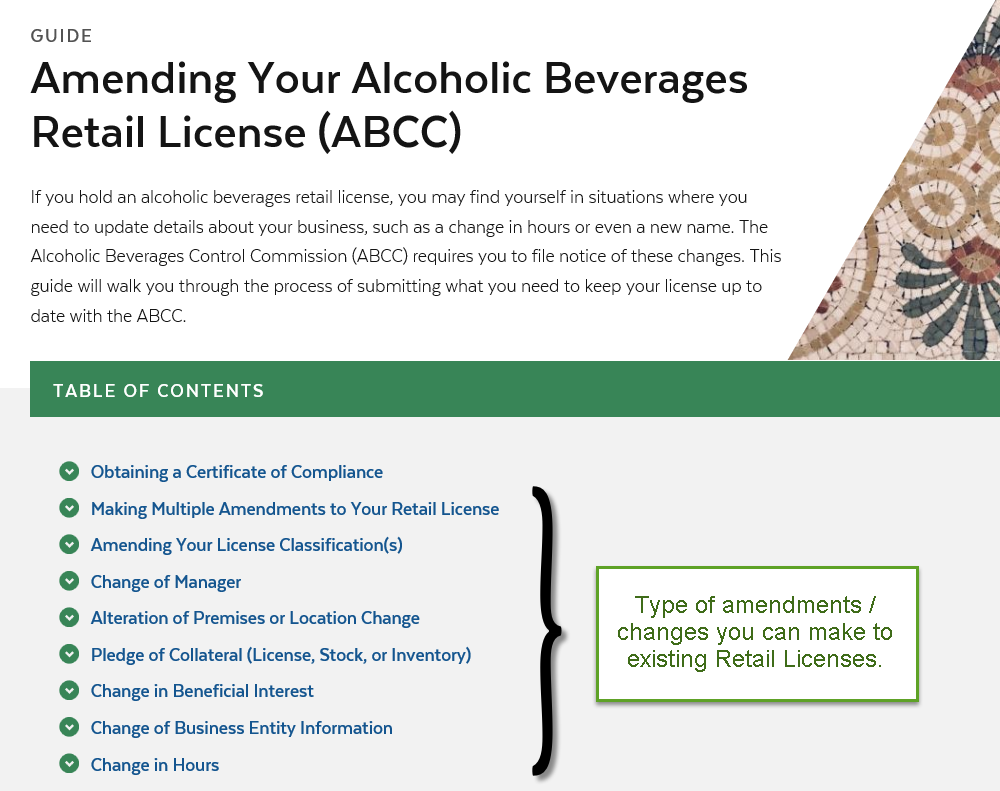 GUIDE
Amending Your Alcoholic Beverages
Retail License (ABCC)
If you hold an alcoholic beverages retail license, you may find yourself in situations where you
need to update details about your business, such as a change in hours or even a new name. The
Alcoholic Beverages Control Commission (ABCC) requires you to file notice of these changes. This
guide will walk you through the process of submitting what you need to keep your license up to
date with the ABCC.
TABLE OF CONTENTS
Obtaining a Certificate of Compliance
Making Multiple Amendments to Your Retail License
Amending Your License Classification(s)
Change of Manager
Alteration of Premises or Location Change
Pledge of Collateral (License, Stock, or Inventory)
Change in Beneficial Interest
Change of Business Entity Information
Change in Hours
Type of amendments /
changes you can make to
existing Retail Licenses.